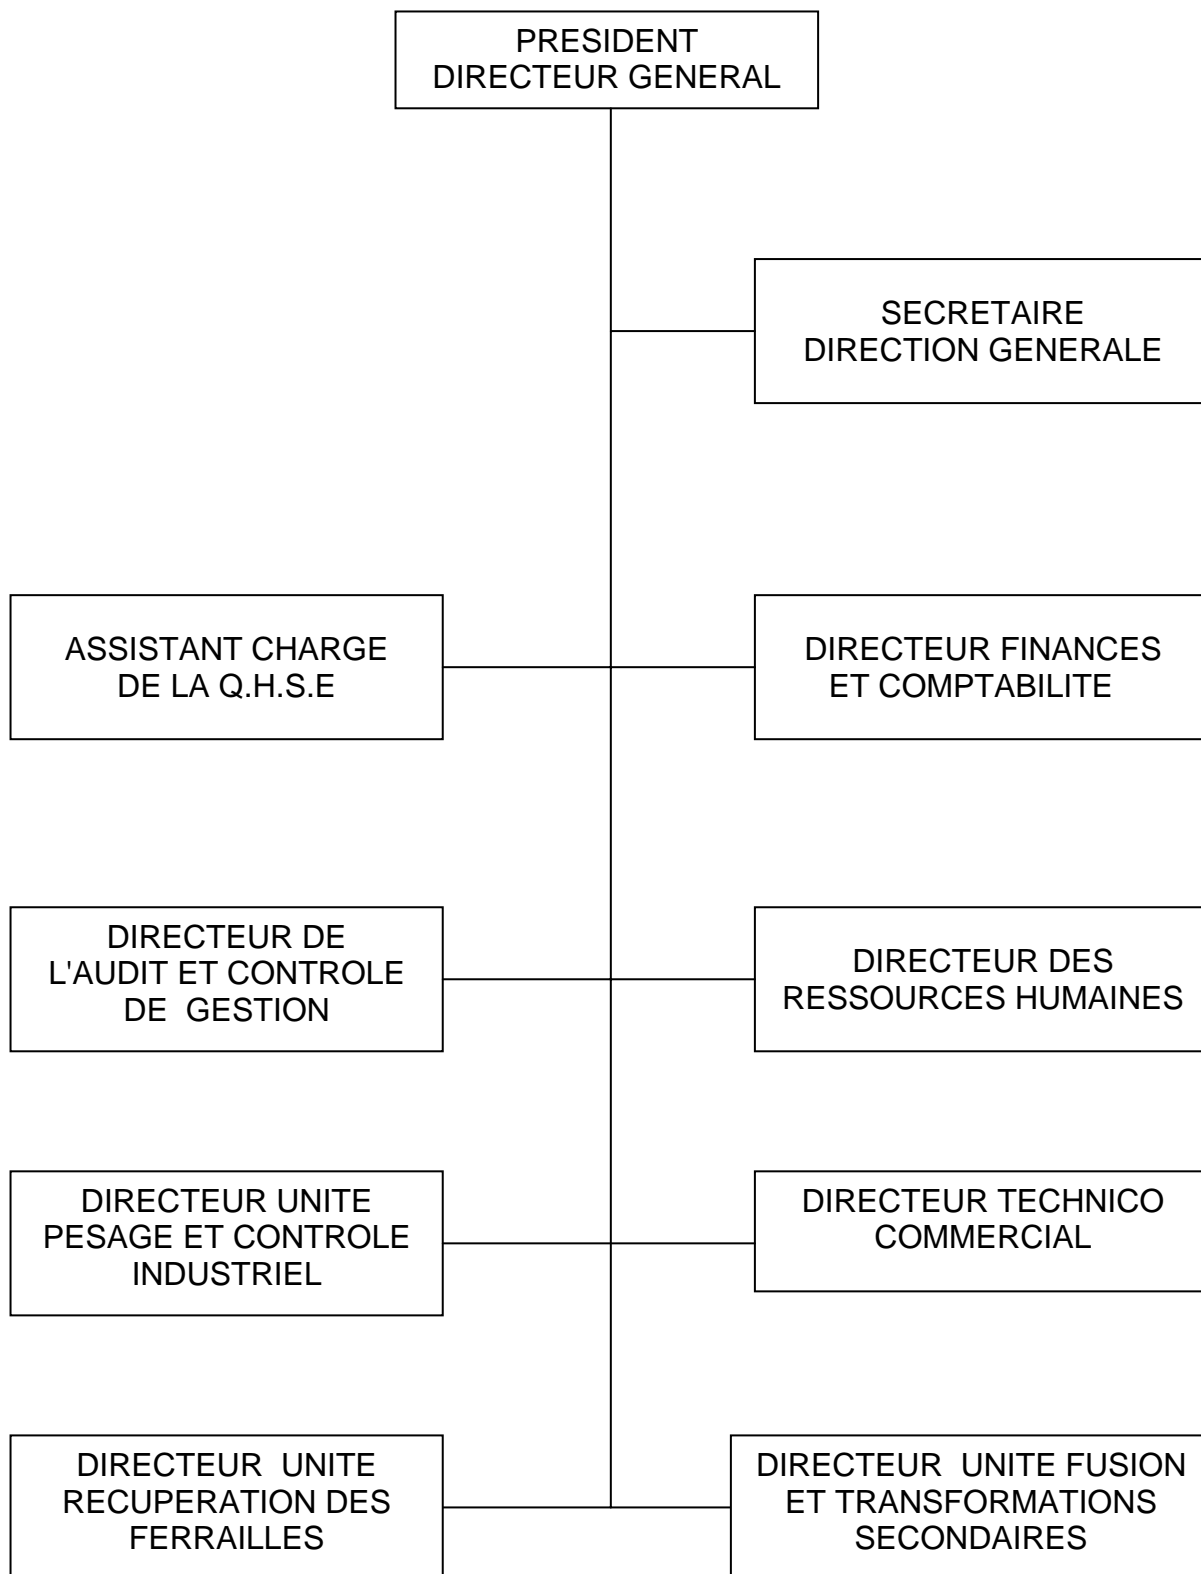 PRESIDENT
DIRECTEUR GENERAL
SECRETAIRE
DIRECTION GENERALE
ASSISTANT CHARGE
DE LA Q.H.S.E
DIRECTEUR FINANCES
ET COMPTABILITE
DIRECTEUR DE
L'AUDIT ET CONTROLE
DE  GESTION
DIRECTEUR DES
RESSOURCES HUMAINES
DIRECTEUR UNITE
PESAGE ET CONTROLE
INDUSTRIEL
DIRECTEUR TECHNICO
COMMERCIAL
DIRECTEUR  UNITE
RECUPERATION DES
FERRAILLES
DIRECTEUR  UNITE FUSION
ET TRANSFORMATIONS
SECONDAIRES